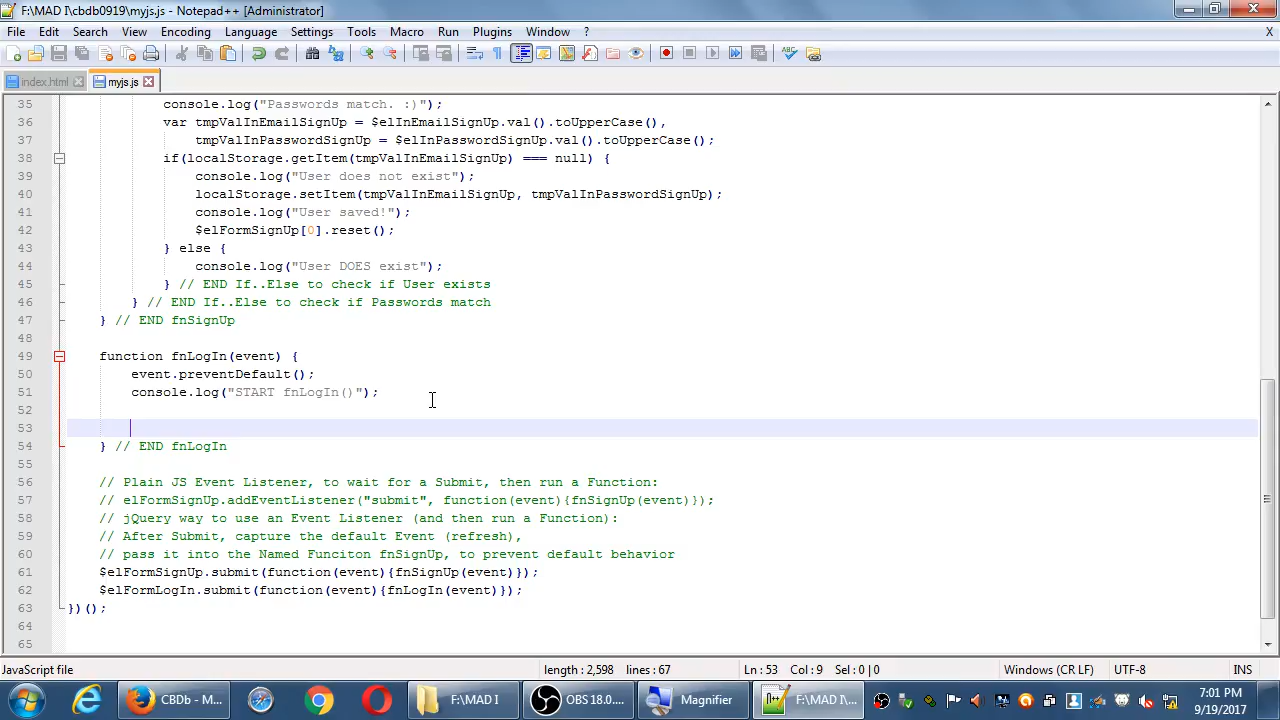 F:\MAD I\cbdb0919\myjs.js - Notepad++ [Administrator]
File Edit Search View Encoding Language Settings Tools Macro Run Plugins Window ? X
index.html myjs.js
35 console.log("Passwords match. :)");
36 var tmpValInEmailSignUp = $elInEmailSignUp.val().toUpperCase(),
37 tmpValInPasswordSignUp = $elInPasswordSignUp.val().toUpperCase();
38 if(localStorage.getItem(tmpValInEmailSignUp) === null) {
39 console.log("User does not exist");
40 localStorage.setItem(tmpValInEmailSignUp, tmpValInPasswordSignUp);
41 console.log("User saved!");
42 $elFormSignUp[0].reset();
43 } else {
44 console.log("User DOES exist");
45 } // END If..Else to check if User exists
46 } // END If..Else to check if Passwords match
47 } // END fnSignUp
48
49 function fnLogIn(event) {
50 event.preventDefault();
51 console.log("START fnLogIn()");
52
53
54 } // END fnLogIn
55
56 // Plain JS Event Listener, to wait for a Submit, then run a Function:
57 // elFormSignUp.addEventListener("submit", function(event){fnSignUp(event)});
58 // jQuery way to use an Event Listener (and then run a Function):
59 // After Submit, capture the default Event (refresh),
60 // pass it into the Named Funciton fnSignUp, to prevent default behavior
61 $elFormSignUp.submit(function(event){fnSignUp(event)});
62 $elFormLogIn.submit(function(event){fnLogIn(event)});
63 })();
64
65
JavaScript file length : 2,598 lines : 67 Ln : 53 Col : 9 Sel : 0 | 0 Windows (CR LF) UTF-8 INS
CBDb - M... F:\MAD I OBS 18.0.... Magnifier F:\MAD I\... 7:01 PM
9/19/2017